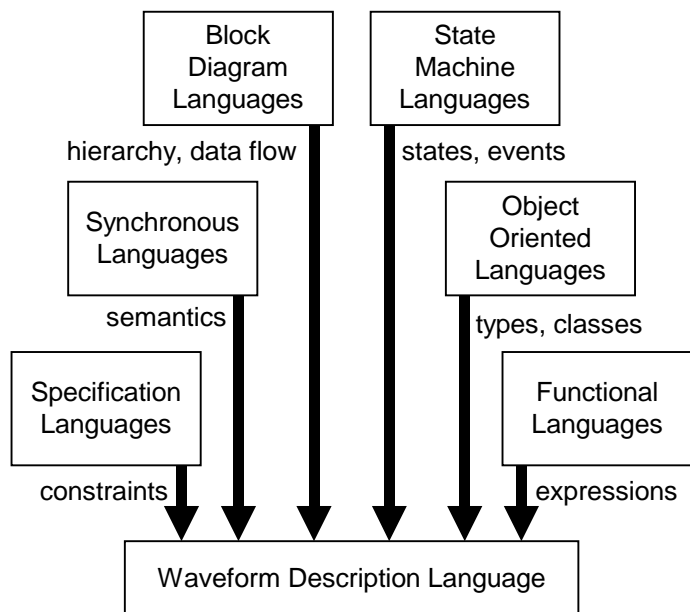 Block
Diagram
Languages
State
Machine
Languages
hierarchy, data flow
states, events
Synchronous
Languages
Object
Oriented
Languages
semantics
types, classes
Specification
Languages
Functional
Languages
constraints
expressions
Waveform Description Language